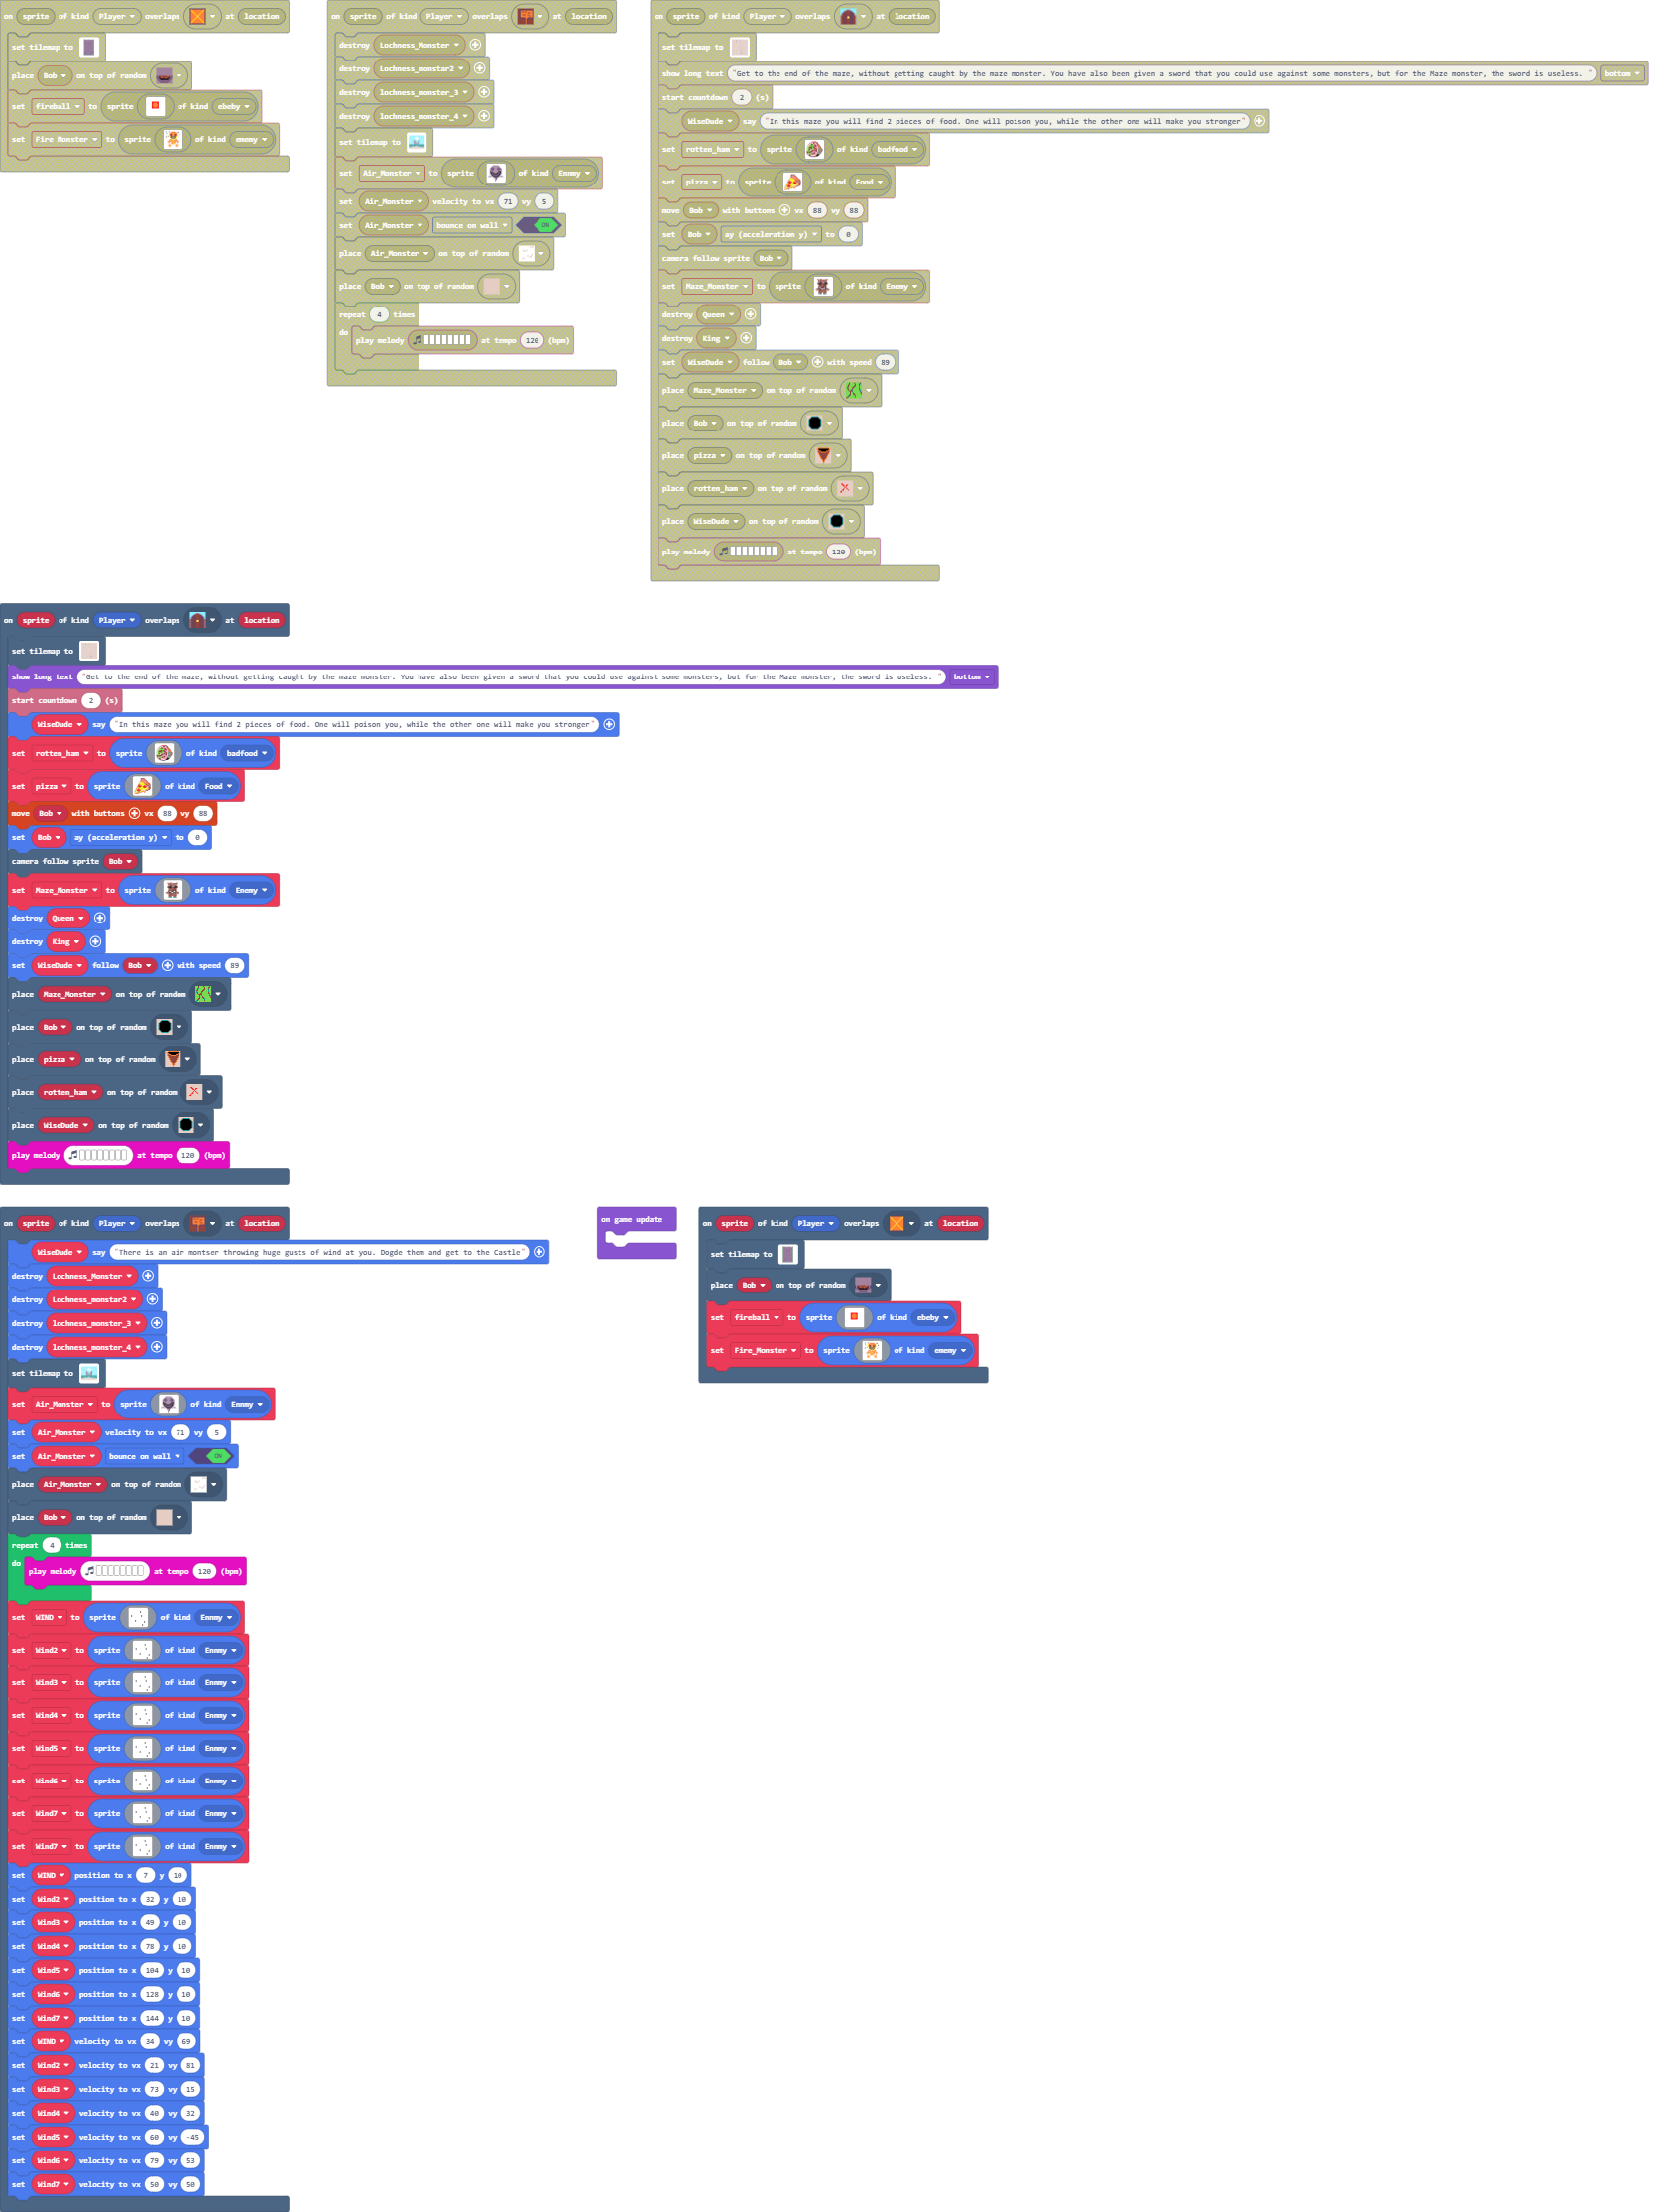 on sprite of kind Player overlaps at location
set tilemap to
place Bob on top of random
set fireball to sprite of kind ebeby
set Fire Monster to sprite of kind ememy
on sprite of kind Player overlaps at location
destroy Lochness_Monster
destroy Lochness_monstar2
destroy lochness_monster_3
destroy lochness_monster_4
set tilemap to
set Air_Monster to sprite of kind Ennmy
set Air_Monster velocity to vx 71 vy 5
set Air_Monster bounce on wall ON
place Air_Monster on top of random
place Bob on top of random
repeat 4 times
do
play melody at tempo 120 (bpm)
on sprite of kind Player overlaps at location
set tilemap to
show long text "Get to the end of the maze, without getting caught by the maze monster. You have also been given a sword that you could use against some monsters, but for the Maze monster, the sword is useless. " bottom
start countdown 2 (s)
WiseDude say "In this maze you will find 2 pieces of food. One will poison you, while the other one will make you stronger"
set rotten_ham to sprite of kind badfood
set pizza to sprite of kind Food
move Bob with buttons vx 88 vy 88
set Bob ay (acceleration y) to 0
camera follow sprite Bob
set Maze_Monster to sprite of kind Enemy
destroy Queen
destroy King
set WiseDude follow Bob with speed 89
place Maze_Monster on top of random
place Bob on top of random
place pizza on top of random
place rotten_ham on top of random
place WiseDude on top of random
play melody at tempo 120 (bpm)
on sprite of kind Player overlaps at location
set tilemap to
show long text "Get to the end of the maze, without getting caught by the maze monster. You have also been given a sword that you could use against some monsters, but for the Maze monster, the sword is useless. " bottom
start countdown 2 (s)
WiseDude say "In this maze you will find 2 pieces of food. One will poison you, while the other one will make you stronger"
set rotten_ham to sprite of kind badfood
set pizza to sprite of kind Food
move Bob with buttons vx 88 vy 88
set Bob ay (acceleration y) to 0
camera follow sprite Bob
set Maze_Monster to sprite of kind Enemy
destroy Queen
destroy King
set WiseDude follow Bob with speed 89
place Maze_Monster on top of random
place Bob on top of random
place pizza on top of random
place rotten_ham on top of random
place WiseDude on top of random
play melody at tempo 120 (bpm)
on sprite of kind Player overlaps at location
WiseDude say "There is an air montser throwing huge gusts of wind at you. Dogde them and get to the Castle"
destroy Lochness_Monster
destroy Lochness_monstar2
destroy lochness_monster_3
destroy lochness_monster_4
set tilemap to
set Air_Monster to sprite of kind Ennmy
set Air_Monster velocity to vx 71 vy 5
set Air_Monster bounce on wall ON
place Air_Monster on top of random
place Bob on top of random
repeat 4 times
do
play melody at tempo 120 (bpm)
set WIND to sprite of kind Ennmy
set Wind2 to sprite of kind Ennmy
set Wind3 to sprite of kind Ennmy
set Wind4 to sprite of kind Ennmy
set Wind5 to sprite of kind Ennmy
set Wind6 to sprite of kind Ennmy
set Wind7 to sprite of kind Ennmy
set Wind7 to sprite of kind Ennmy
set WIND position to x 7 y 10
set Wind2 position to x 32 y 10
set Wind3 position to x 49 y 10
set Wind4 position to x 78 y 10
set Wind5 position to x 104 y 10
set Wind6 position to x 128 y 10
set Wind7 position to x 144 y 10
set WIND velocity to vx 34 vy 69
set Wind2 velocity to vx 21 vy 81
set Wind3 velocity to vx 73 vy 15
set Wind4 velocity to vx 40 vy 32
set Wind5 velocity to vx 60 vy -45
set Wind6 velocity to vx 79 vy 53
set Wind7 velocity to vx 50 vy 50
on game update
on sprite of kind Player overlaps at location
set tilemap to
place Bob on top of random
set fireball to sprite of kind ebeby
set Fire_Monster to sprite of kind ememy